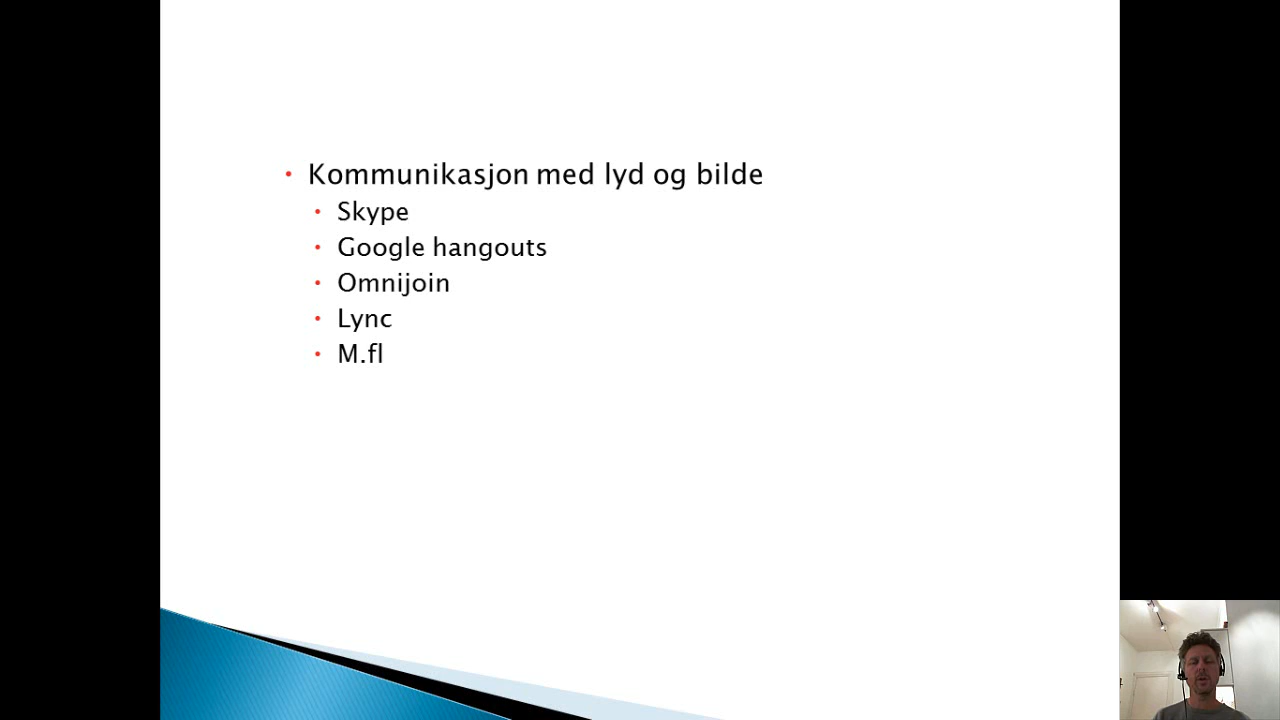 Kommunikasjon med lyd og bilde
Skype
Google hangouts
Omnijoin
Lync
M.fl